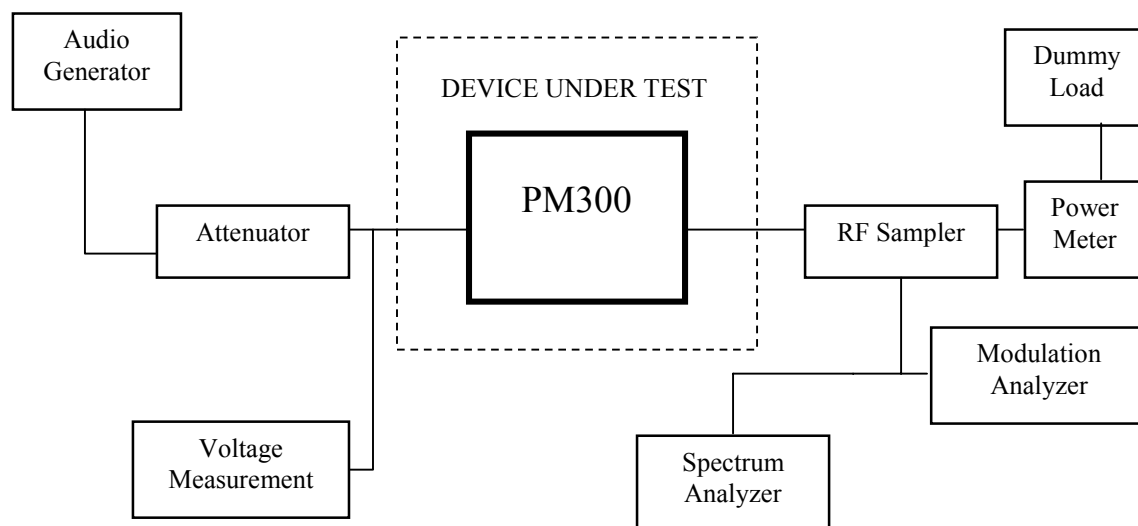 Audio
Generator
DEVICE UNDER TEST
Dummy
Load
PM300
Attenuator
RF Sampler
Power
Meter
Modulation
Analyzer
Voltage
Measurement
Spectrum
Analyzer